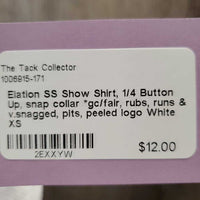 The Tack Collector
1006915-171
Elation SS Show Shirt, 1/4 Button
Up, snap collar *gc/fair, rubs, runs &
v.snagged, pits, peeled logo White
XS
2EXXYW
$12.00